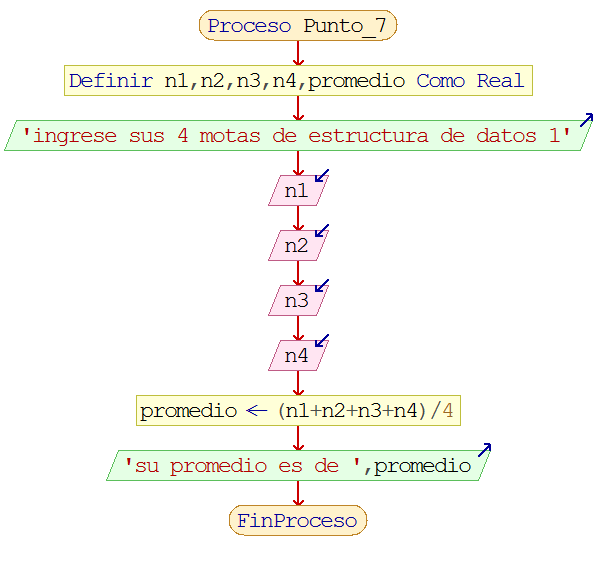 Proceso Punto_7
Definir n1,n2,n3,n4,promedio Como Real
'ingrese sus 4 motas de estructura de datos 1'
n1
n2
n3
n4
promedio ← (n1+n2+n3+n4)/4
'su promedio es de ',promedio
FinProceso